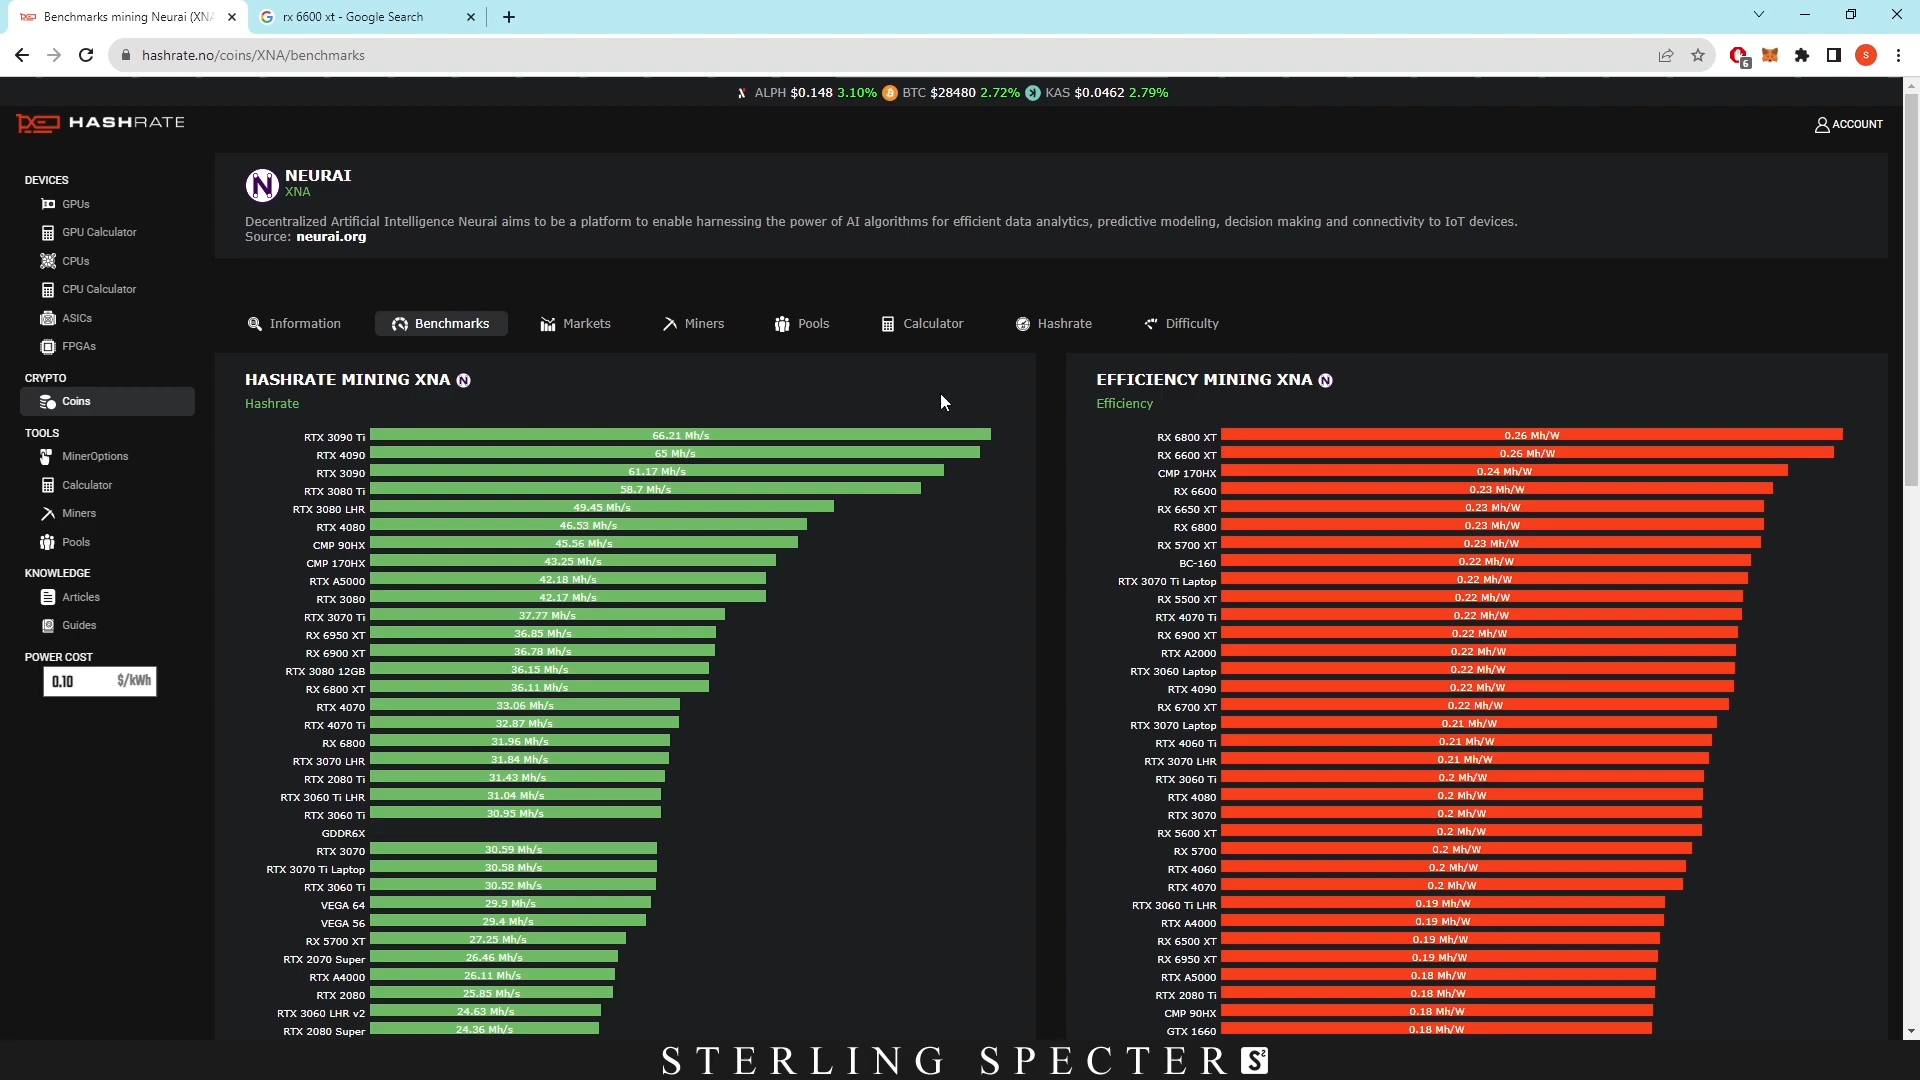 Benchmarks mining Neurai (XNA
rx 6600 xt - Google Search
hashrate.no/coins/XNA/benchmarks
6
S
ALPH $0.148 3.10% BTC $28480 2.72% KAS $0.0462 2.79%
HASHRATE
ACCOUNT
DEVICES
GPUs
GPU Calculator
CPUs
CPU Calculator
ASICs
FPGAs
CRYPTO
Coins
TOOLS
MinerOptions
Calculator
Miners
Pools
KNOWLEDGE
Articles
Guides
POWER COST
0.10 $/kWh
NEURAI
XNA
Decentralized Artificial Intelligence Neurai aims to be a platform to enable harnessing the power of AI algorithms for efficient data analytics, predictive modeling, decision making and connectivity to IoT devices.
Source: neurai.org
Information Benchmarks Markets Miners Pools Calculator Hashrate Difficulty
HASHRATE MINING XNA
Hashrate
RTX 3090 Ti 66.21 Mh/s
RTX 4090 65 Mh/s
RTX 3090 61.17 Mh/s
RTX 3080 Ti 58.7 Mh/s
RTX 3080 LHR 49.45 Mh/s
RTX 4080 46.53 Mh/s
CMP 90HX 45.56 Mh/s
CMP 170HX 43.25 Mh/s
RTX A5000 42.18 Mh/s
RTX 3080 42.17 Mh/s
RTX 3070 Ti 37.77 Mh/s
RX 6950 XT 36.85 Mh/s
RX 6900 XT 36.78 Mh/s
RTX 3080 12GB 36.15 Mh/s
RX 6800 XT 36.11 Mh/s
RTX 4070 33.06 Mh/s
RTX 4070 Ti 32.87 Mh/s
RX 6800 31.96 Mh/s
RTX 3070 LHR 31.84 Mh/s
RTX 2080 Ti 31.43 Mh/s
RTX 3060 Ti LHR 31.04 Mh/s
RTX 3060 Ti 30.95 Mh/s
GDDR6X
RTX 3070 30.59 Mh/s
RTX 3070 Ti Laptop 30.58 Mh/s
RTX 3060 Ti 30.52 Mh/s
VEGA 64 29.9 Mh/s
VEGA 56 29.4 Mh/s
RX 5700 XT 27.25 Mh/s
RTX 2070 Super 26.46 Mh/s
RTX A4000 26.11 Mh/s
RTX 2080 25.85 Mh/s
RTX 3060 LHR v2 24.63 Mh/s
RTX 2080 Super 24.36 Mh/s
EFFICIENCY MINING XNA
Efficiency
RX 6800 XT 0.26 Mh/W
RX 6600 XT 0.26 Mh/W
CMP 170HX 0.24 Mh/W
RX 6600 0.23 Mh/W
RX 6650 XT 0.23 Mh/W
RX 6800 0.23 Mh/W
RX 5700 XT 0.23 Mh/W
BC-160 0.22 Mh/W
RTX 3070 Ti Laptop 0.22 Mh/W
RX 5500 XT 0.22 Mh/W
RTX 4070 Ti 0.22 Mh/W
RX 6900 XT 0.22 Mh/W
RTX A2000 0.22 Mh/W
RTX 3060 Laptop 0.22 Mh/W
RTX 4090 0.22 Mh/W
RX 6700 XT 0.22 Mh/W
RTX 3070 Laptop 0.21 Mh/W
RTX 4060 Ti 0.21 Mh/W
RTX 3070 LHR 0.21 Mh/W
RTX 3060 Ti 0.2 Mh/W
RTX 4080 0.2 Mh/W
RTX 3070 0.2 Mh/W
RX 5600 XT 0.2 Mh/W
RX 5700 0.2 Mh/W
RTX 4060 0.2 Mh/W
RTX 4070 0.2 Mh/W
RTX 3060 Ti LHR 0.19 Mh/W
RTX A4000 0.19 Mh/W
RX 6500 XT 0.19 Mh/W
RX 6950 XT 0.19 Mh/W
RTX A5000 0.18 Mh/W
RTX 2080 Ti 0.18 Mh/W
CMP 90HX 0.18 Mh/W
GTX 1660 0.18 Mh/W
STERLING SPECTER S²